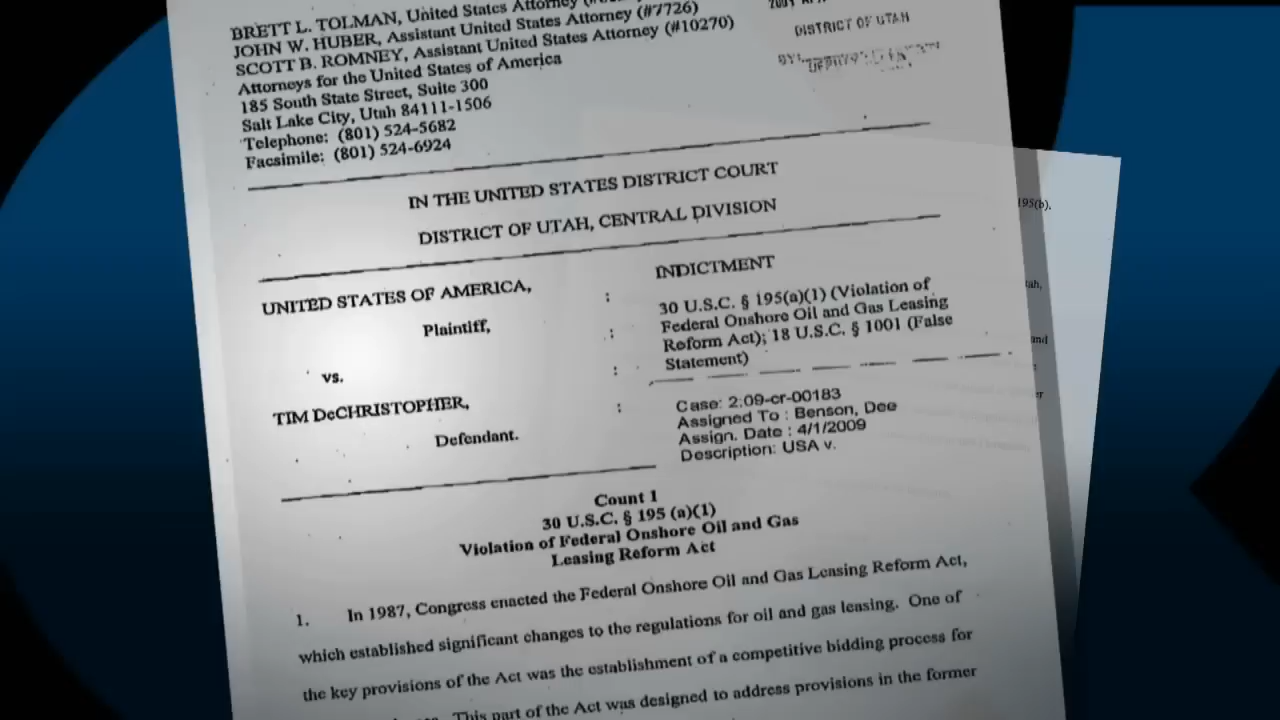 BRETT L. TOLMAN, United States Attorney
JOHN W. HUBER, Assistant United States Attorney (#7726)
SCOTT B. ROMNEY, Assistant United States Attorney (#10270)
Attorneys for the United States of America
185 South State Street, Suite 300
Salt Lake City, Utah 84111-1506
Telephone: (801) 524-5682
Facsimile: (801) 524-6924
DISTRICT OF UTAH
IN THE UNITED STATES DISTRICT COURT
DISTRICT OF UTAH, CENTRAL DIVISION
UNITED STATES OF AMERICA,
Plaintiff,
vs.
TIM DeCHRISTOPHER,
Defendant.
:
:
:
:
INDICTMENT
30 U.S.C. § 195(a)(1) (Violation of
Federal Onshore Oil and Gas Leasing
Reform Act); 18 U.S.C. § 1001 (False
Statement)
Case: 2:09-cr-00183
Assigned To : Benson, Dee
Assign. Date : 4/1/2009
Description: USA v.
Count 1
30 U.S.C. § 195 (a)(1)
Violation of Federal Onshore Oil and Gas
Leasing Reform Act
1. In 1987, Congress enacted the Federal Onshore Oil and Gas Leasing Reform Act,
which established significant changes to the regulations for oil and gas leasing. One of
the key provisions of the Act was the establishment of a competitive bidding process for
This part of the Act was designed to address provisions in the former
195(b),